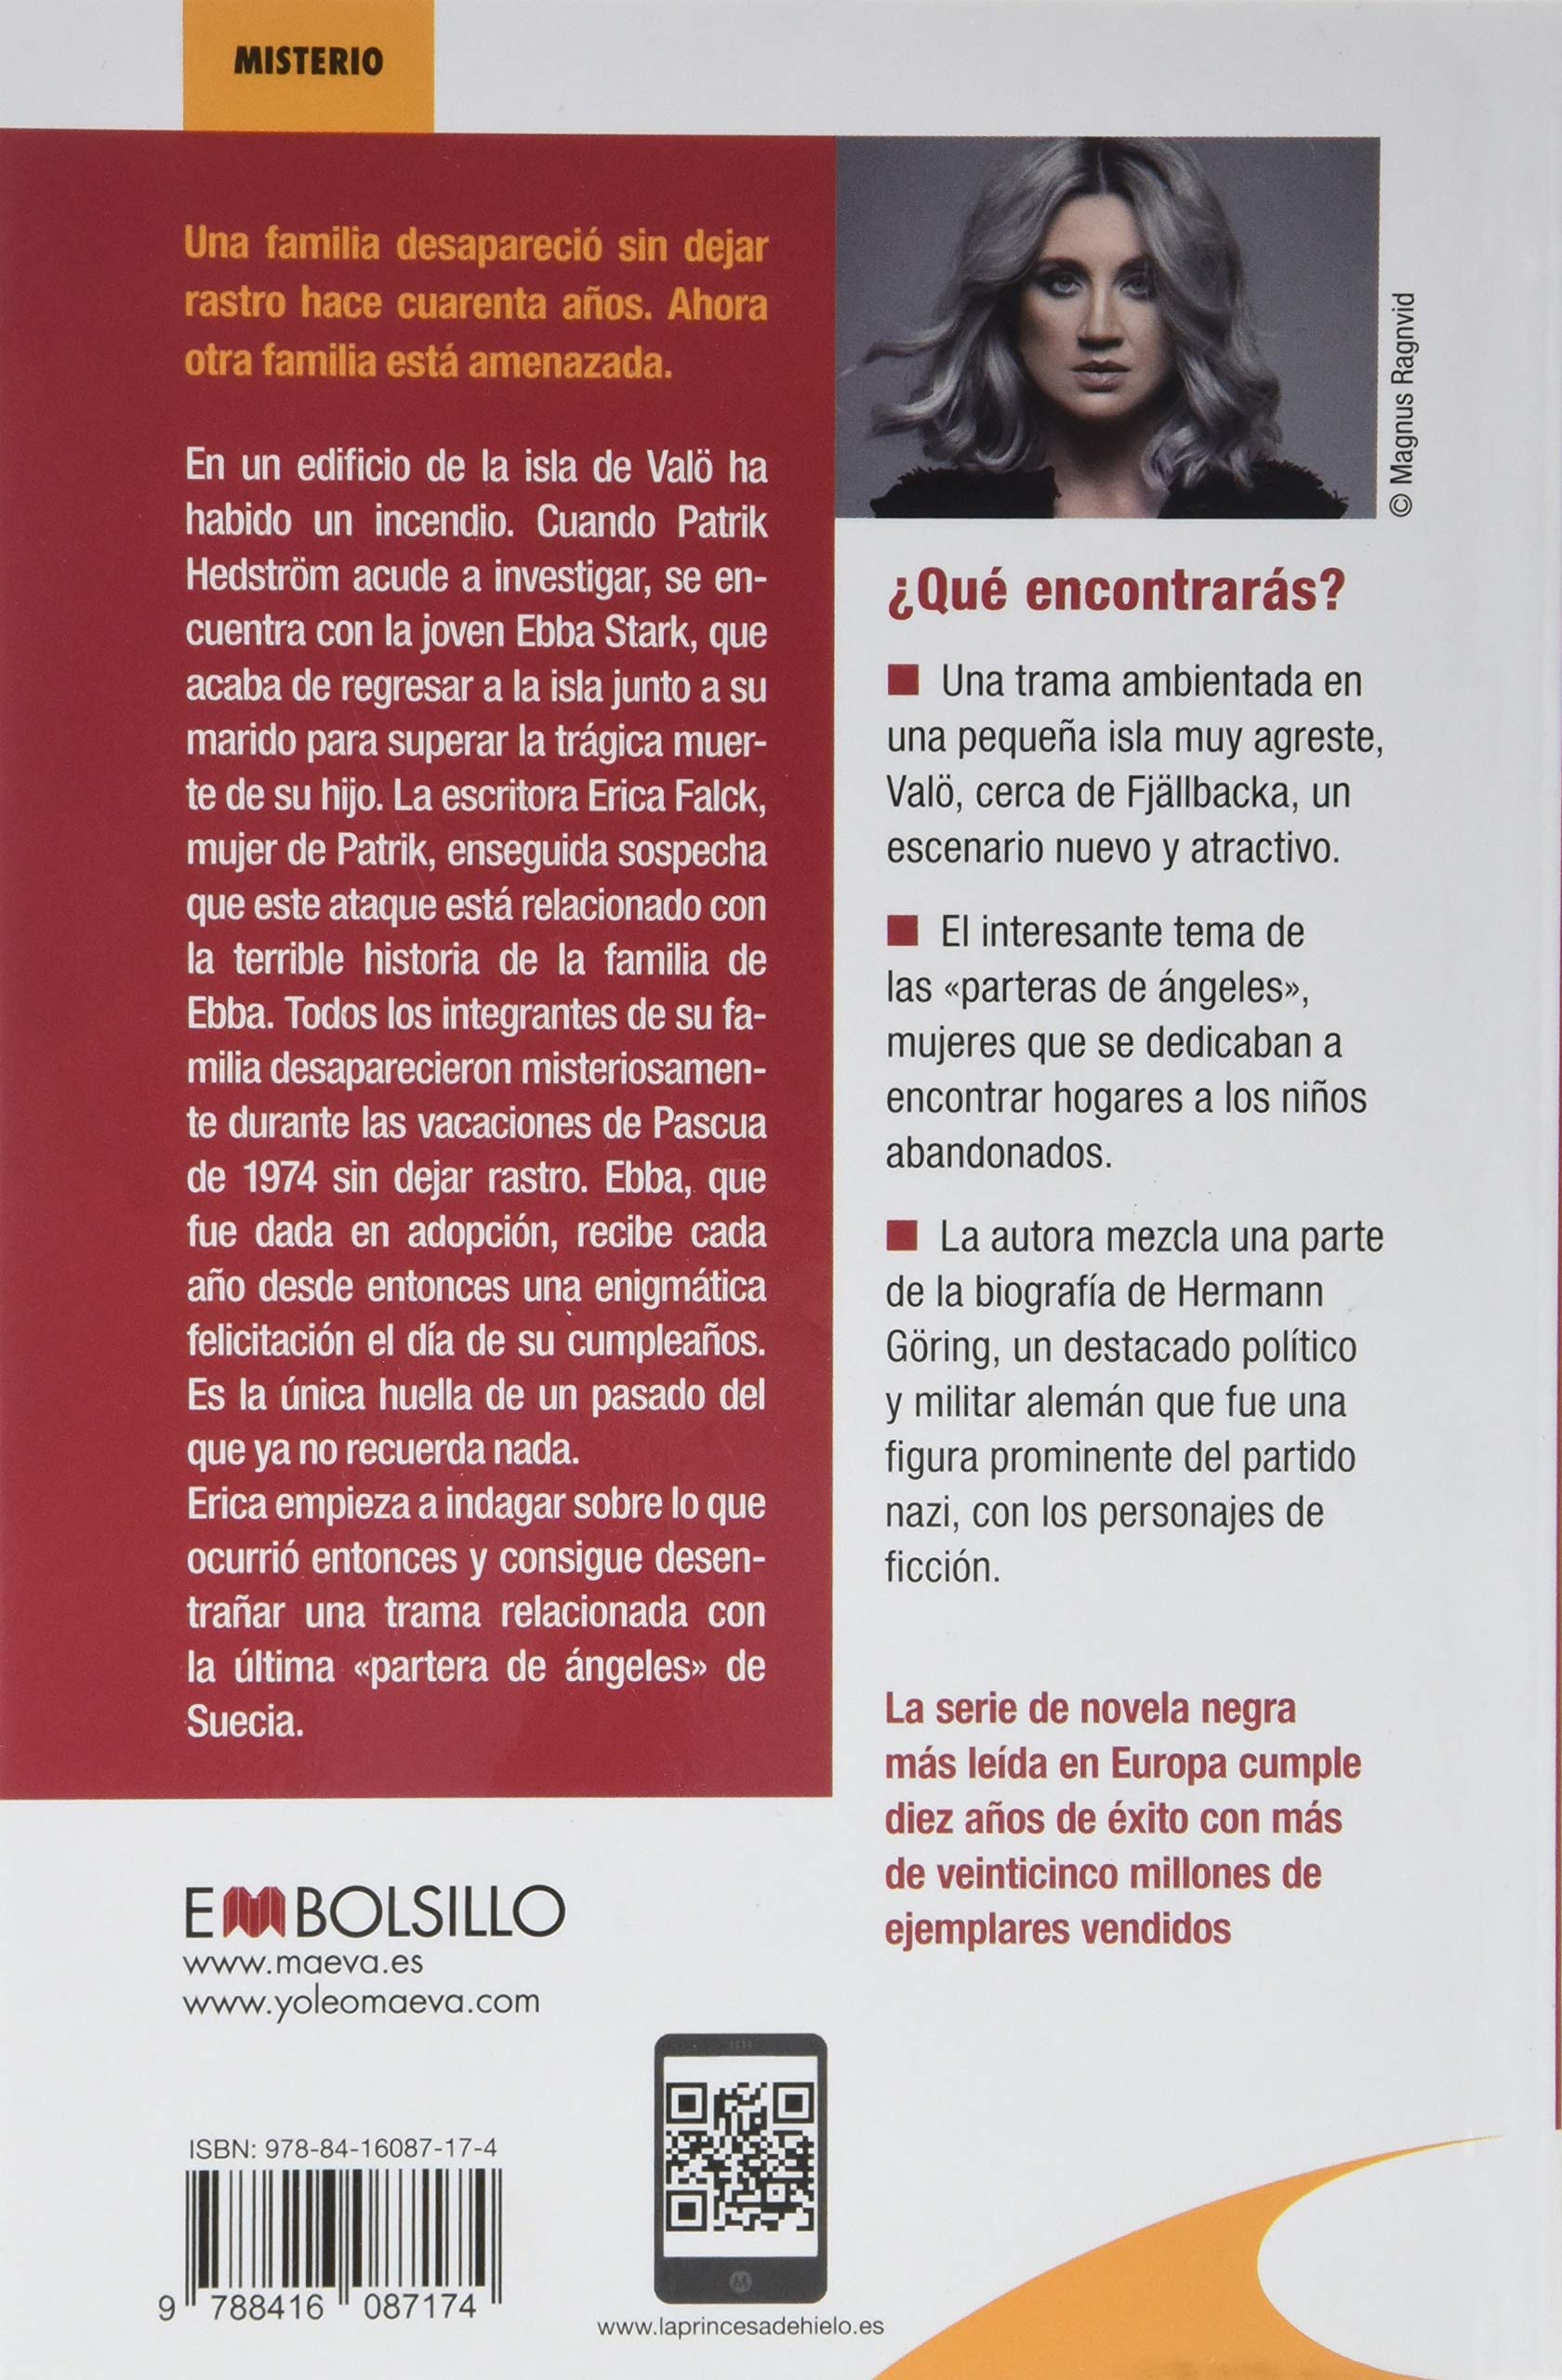 MISTERIO
Una familia desapareció sin dejar
rastro hace cuarenta años. Ahora
otra familia está amenazada.
En un edificio de la isla de Valö ha
habido un incendio. Cuando Patrik
Hedström acude a investigar, se en-
cuentra con la joven Ebba Stark, que
acaba de regresar a la isla junto a su
marido para superar la trágica muer-
te de su hijo. La escritora Erica Falck,
mujer de Patrik, enseguida sospecha
que este ataque está relacionado con
la terrible historia de la familia de
Ebba. Todos los integrantes de su fa-
milia desaparecieron misteriosamen-
te durante las vacaciones de Pascua
de 1974 sin dejar rastro. Ebba, que
fue dada en adopción, recibe cada
año desde entonces una enigmática
felicitación el día de su cumpleaños.
Es la única huella de un pasado del
que ya no recuerda nada.
Erica empieza a indagar sobre lo que
ocurrió entonces y consigue desen-
trañar una trama relacionada con
la última «partera de ángeles» de
Suecia.
© Magnus Ragnvid
¿Qué encontrarás?
Una trama ambientada en
una pequeña isla muy agreste,
Valö, cerca de Fjällbacka, un
escenario nuevo y atractivo.
El interesante tema de
las «parteras de ángeles»,
mujeres que se dedicaban a
encontrar hogares a los niños
abandonados.
La autora mezcla una parte
de la biografía de Hermann
Göring, un destacado político
y militar alemán que fue una
figura prominente del partido
nazi, con los personajes de
ficción.
La serie de novela negra
más leída en Europa cumple
diez años de éxito con más
de veinticinco millones de
ejemplares vendidos
EMBOLSILLO
www.maeva.es
www.yoleomaeva.com
ISBN: 978-84-16087-17-4
9 788416 087174
www.laprincesadehielo.es